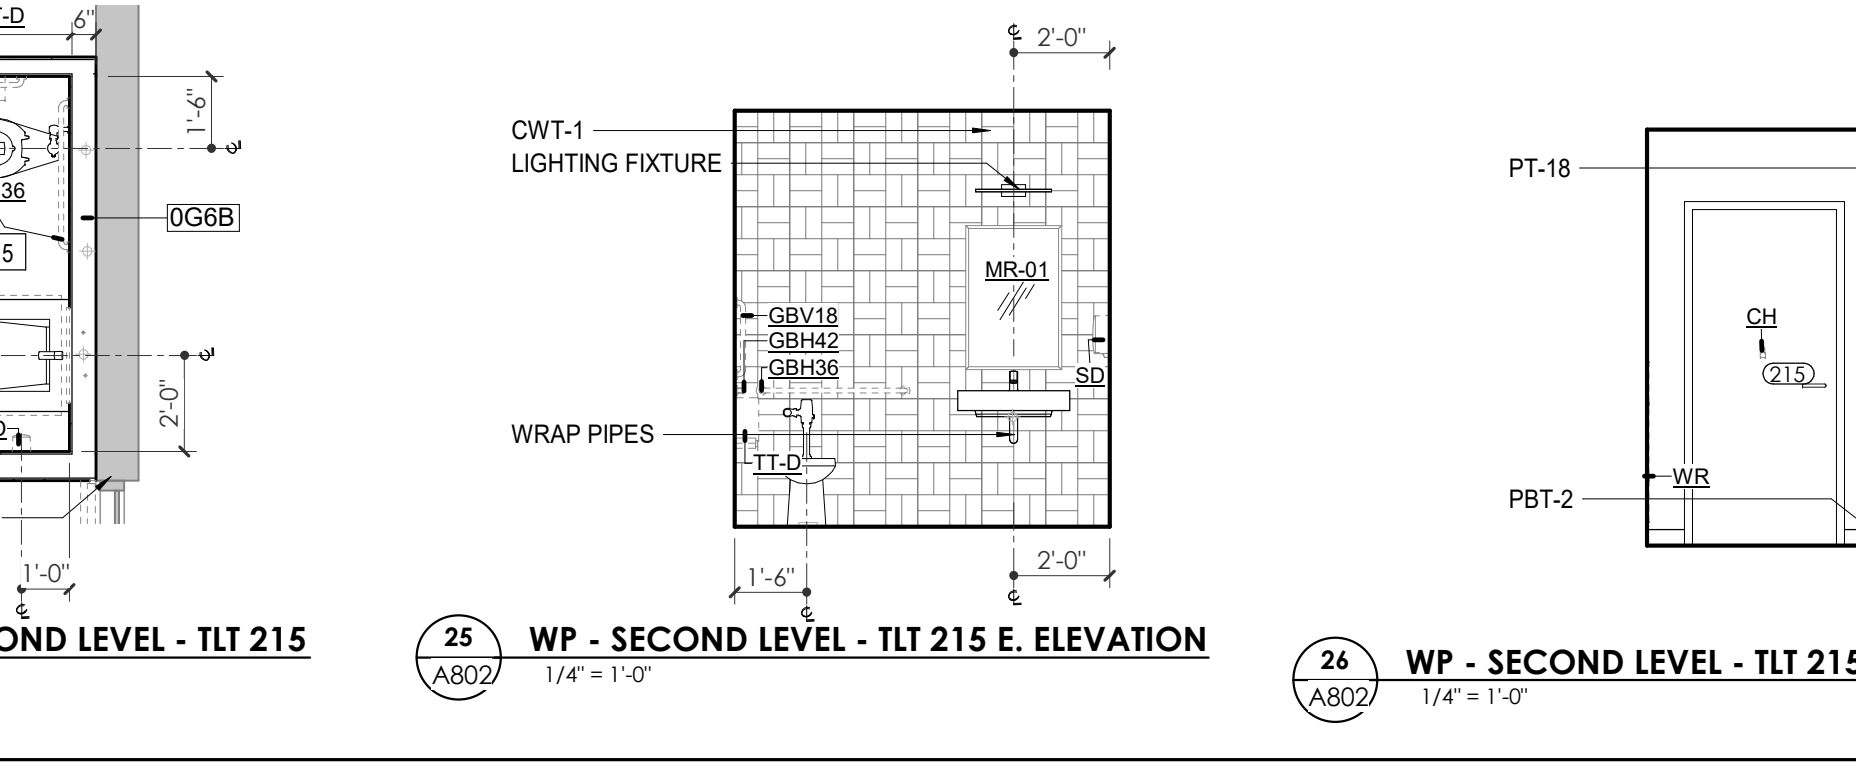 T-D
6"
1'-6"
36
0G6B
5
2'-0"
1'-0"
OND LEVEL - TLT 215
℄ 2'-0"
CWT-1
LIGHTING FIXTURE
MR-01
GBV18
GBH42
GBH36
SD
WRAP PIPES
TT-D
1'-6"
2'-0"
25
A802
WP - SECOND LEVEL - TLT 215 E. ELEVATION
1/4" = 1'-0"
PT-18
CH
215
WR
PBT-2
26
A802
WP - SECOND LEVEL - TLT 215
1/4" = 1'-0"